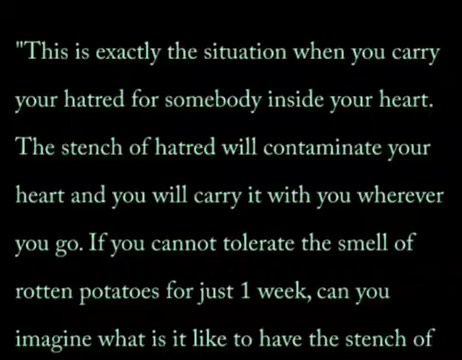 "This is exactly the situation when you carry
your hatred for somebody inside your heart.
The stench of hatred will contaminate your
heart and you will carry it with you wherever
you go. If you cannot tolerate the smell of
rotten potatoes for just 1 week, can you
imagine what is it like to have the stench of